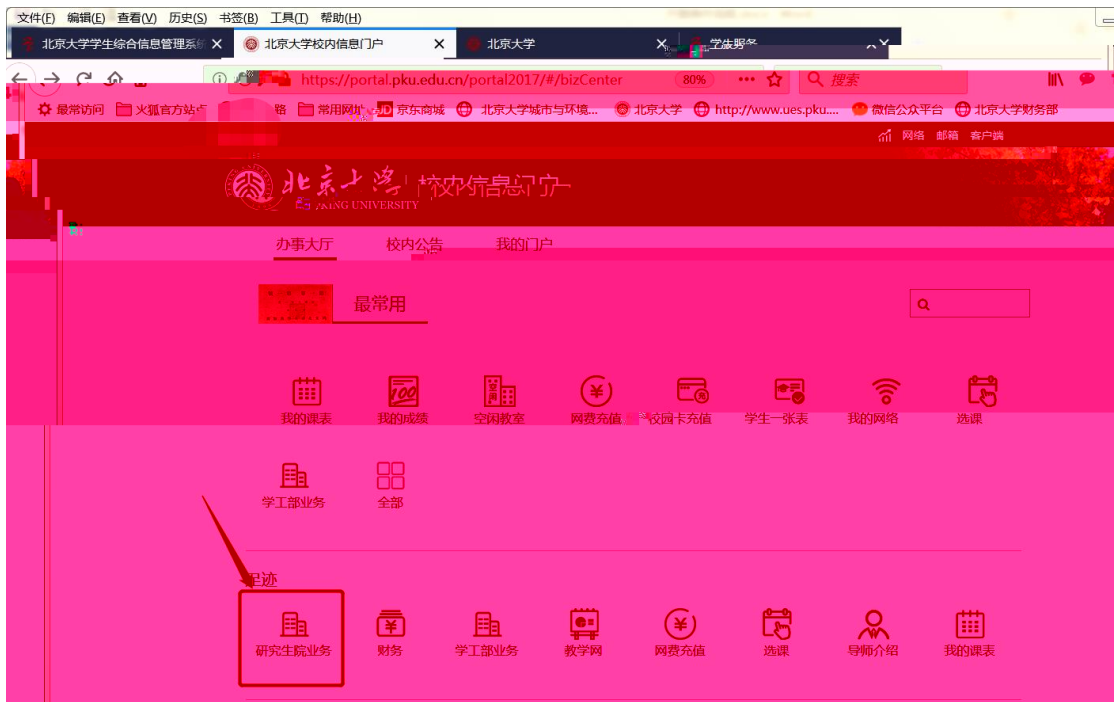 文件(F) 编辑(E) 查看(V) 历史(S) 书签(B) 工具(T) 帮助(H)
北京大学学生综合信息管理系统 北京大学校内信息门户 北京大学
https://portal.pku.edu.cn/portal2017/#/bizCenter 80% 搜索
最常访问 火狐官方站点 常用网址 JD 京东商城 北京大学城市与环境... 北京大学 http://www.ues.pku.... 微信公众平台 北京大学财务部
网络 邮箱 客户端
北京大学 校内信息门户
UNIVERSITY
办事大厅 校内公告 我的门户
最常用
我的课表 我的成绩 空闲教室 网费充值 校园卡充值 学生一张表 我的网络 选课
学工部业务 全部
足迹
研究生院业务 财务 学工部业务 教学网 网费充值 选课 导师介绍 我的课表